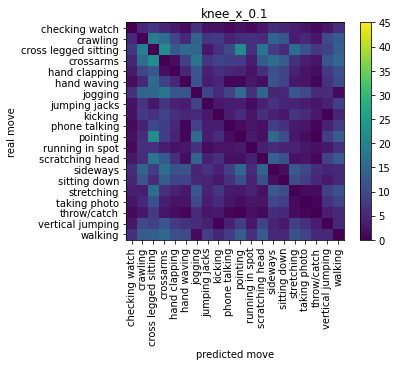 knee_x_0.1
real move
checking watch
crawling
cross legged sitting
crossarms
hand clapping
hand waving
jogging
jumping jacks
kicking
phone talking
pointing
running in spot
scratching head
sideways
sitting down
stretching
taking photo
throw/catch
vertical jumping
walking
45
40
35
30
25
20
15
10
5
0
checking watch
crawling
cross legged sitting
crossarms
hand clapping
hand waving
jogging
jumping jacks
kicking
phone talking
pointing
running in spot
scratching head
sideways
sitting down
stretching
taking photo
throw/catch
vertical jumping
walking
predicted move